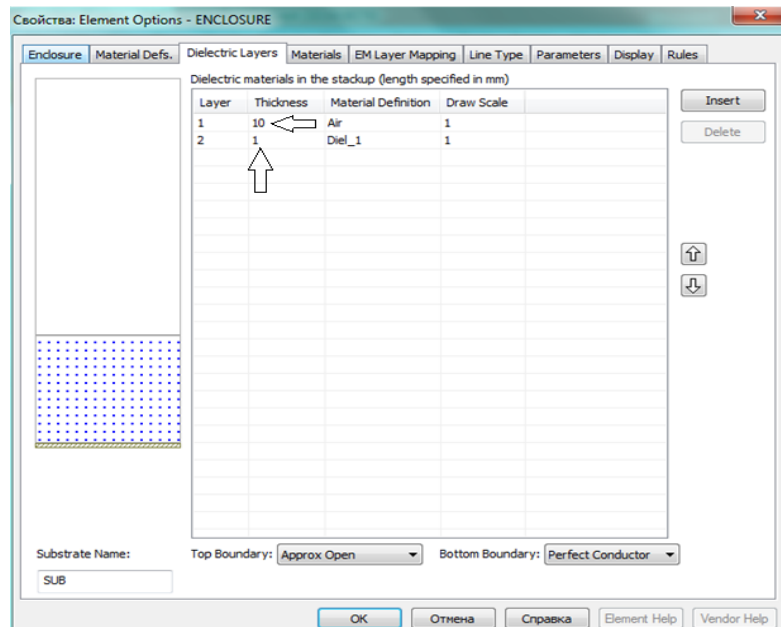 Свойства: Element Options - ENCLOSURE
Enclosure Material Defs. Dielectric Layers Materials EM Layer Mapping Line Type Parameters Display Rules
Dielectric materials in the stackup (length specified in mm)
Layer Thickness Material Definition Draw Scale
1 10 Air 1
2 1 Diel_1 1
Insert
Delete
Substrate Name:
SUB
Top Boundary: Approx Open Bottom Boundary: Perfect Conductor
OK Отмена Справка Element Help Vendor Help